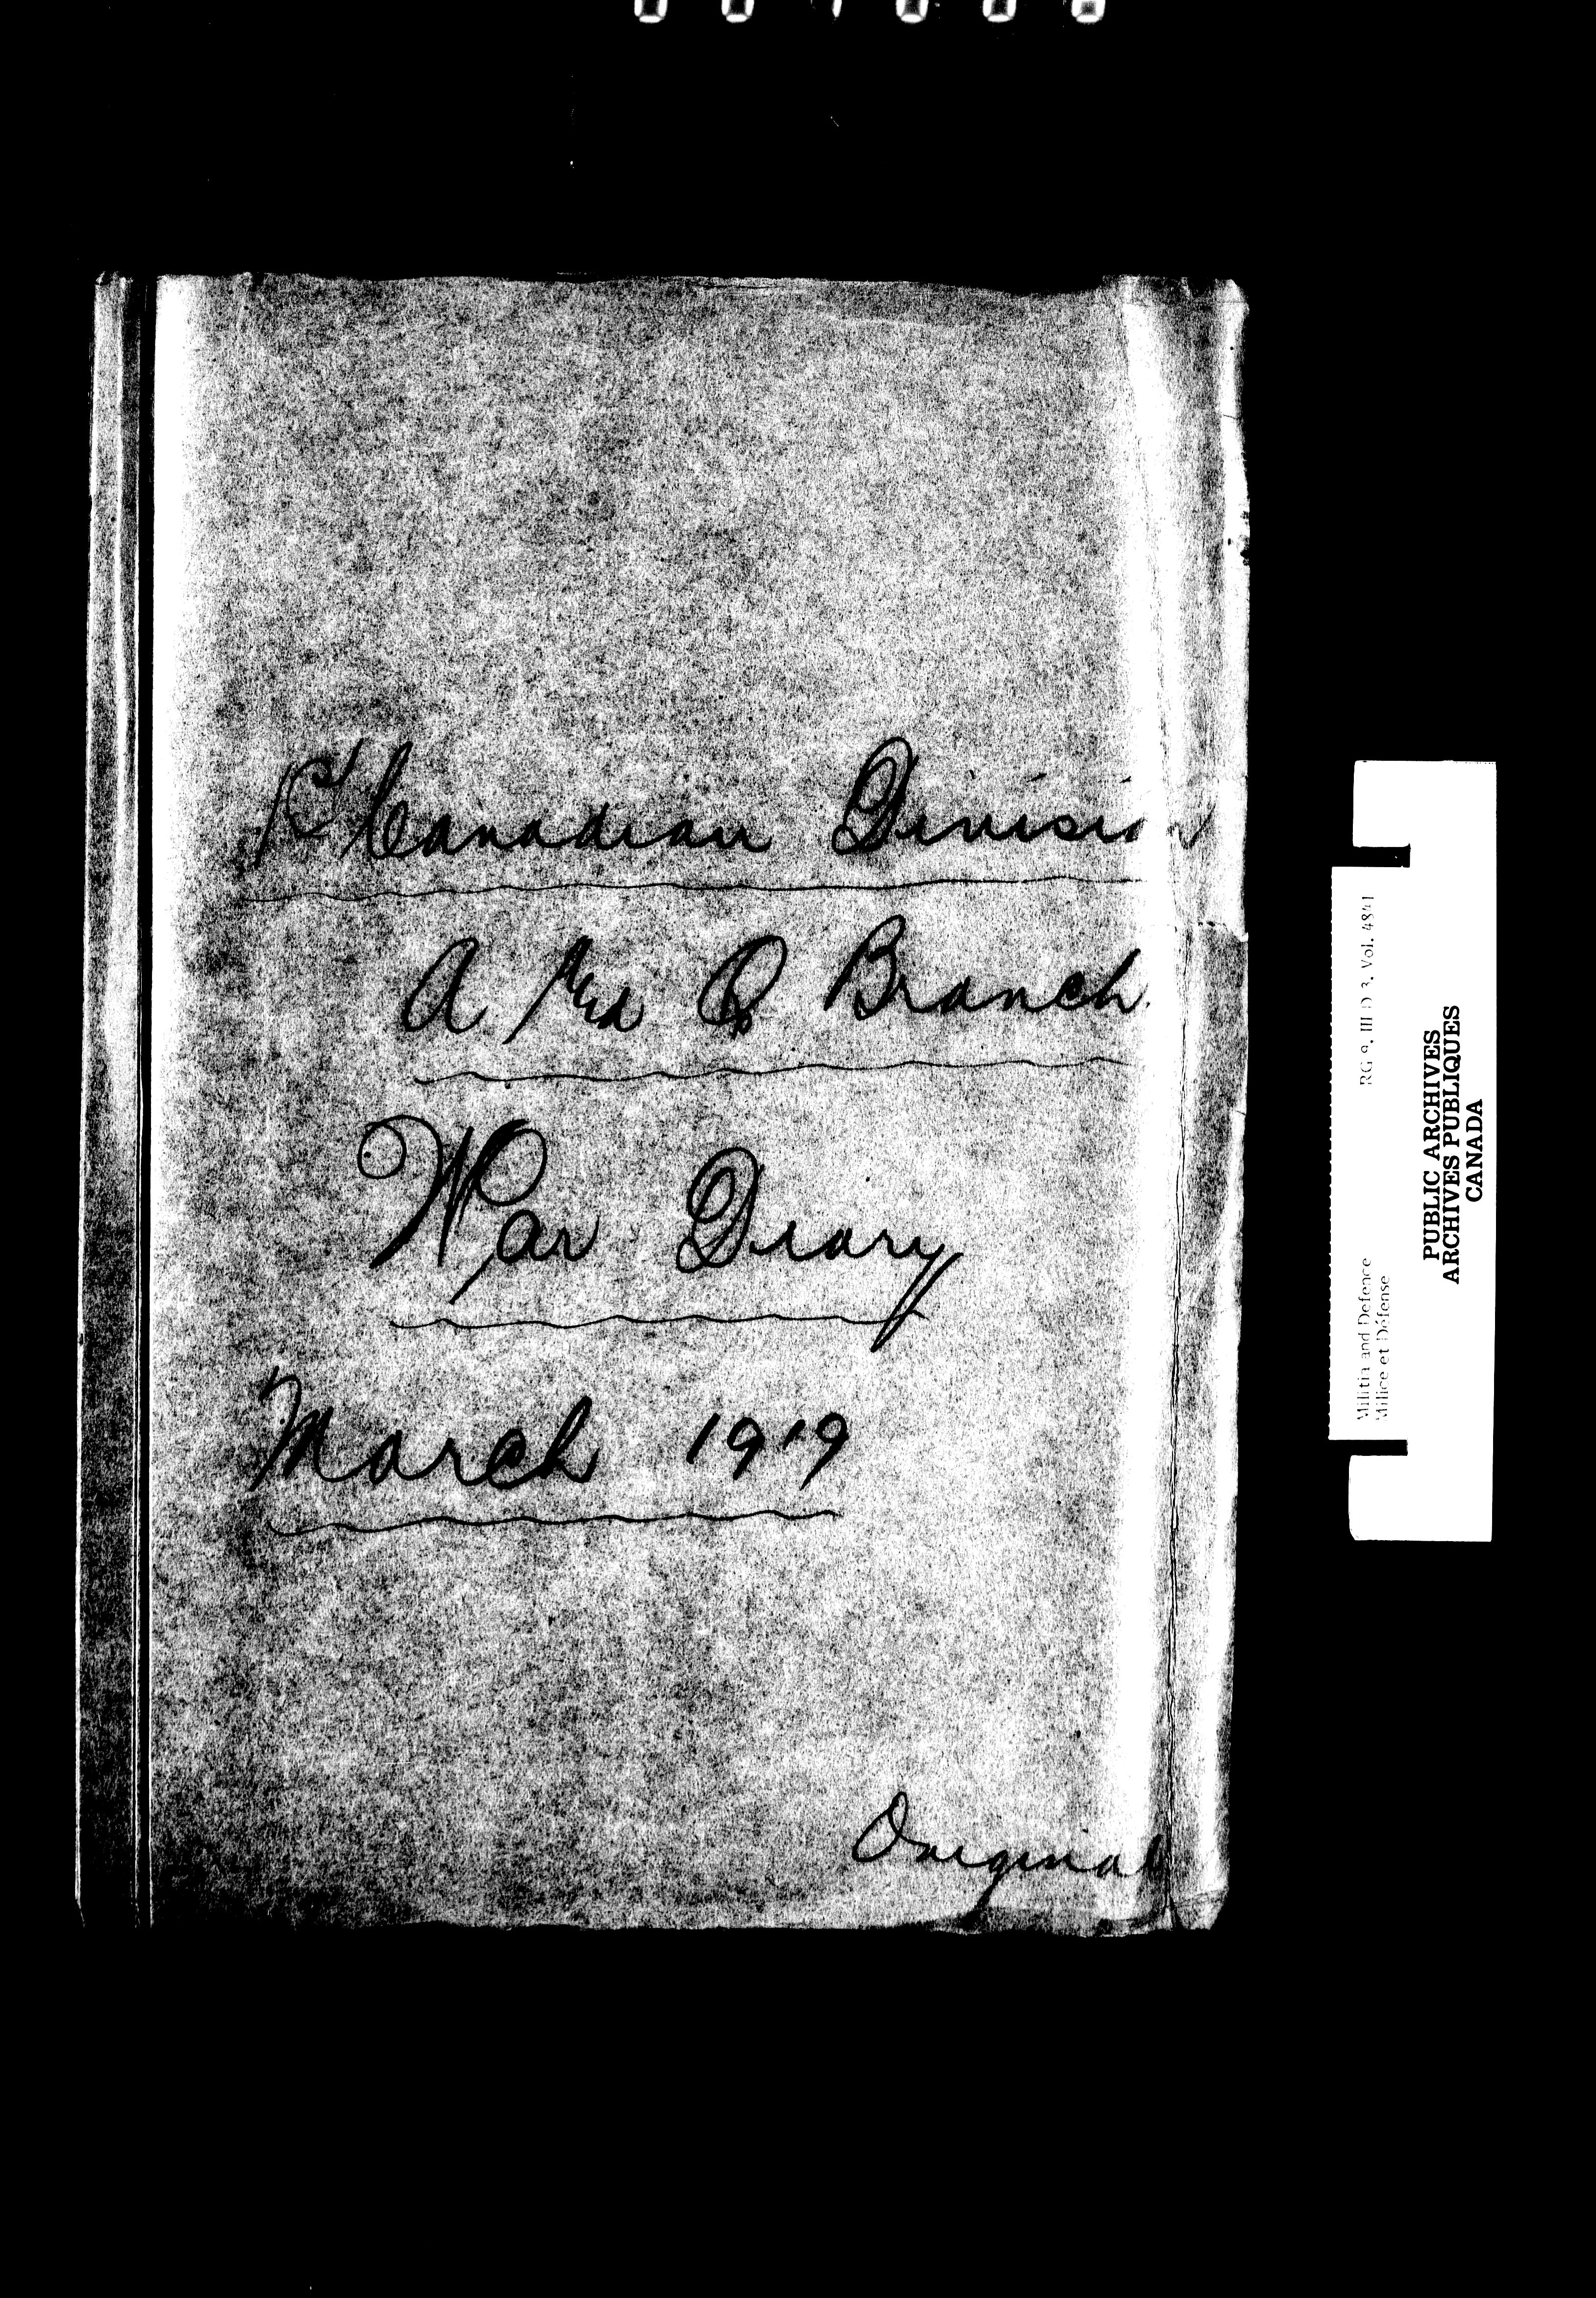 1st Canadian Division
A and Q Branch.
War Diary
March 1919
Original
Militia and Defence
Milice et Défense
RG 9, III D 3, Vol. 4841
PUBLIC ARCHIVES
ARCHIVES PUBLIQUES
CANADA